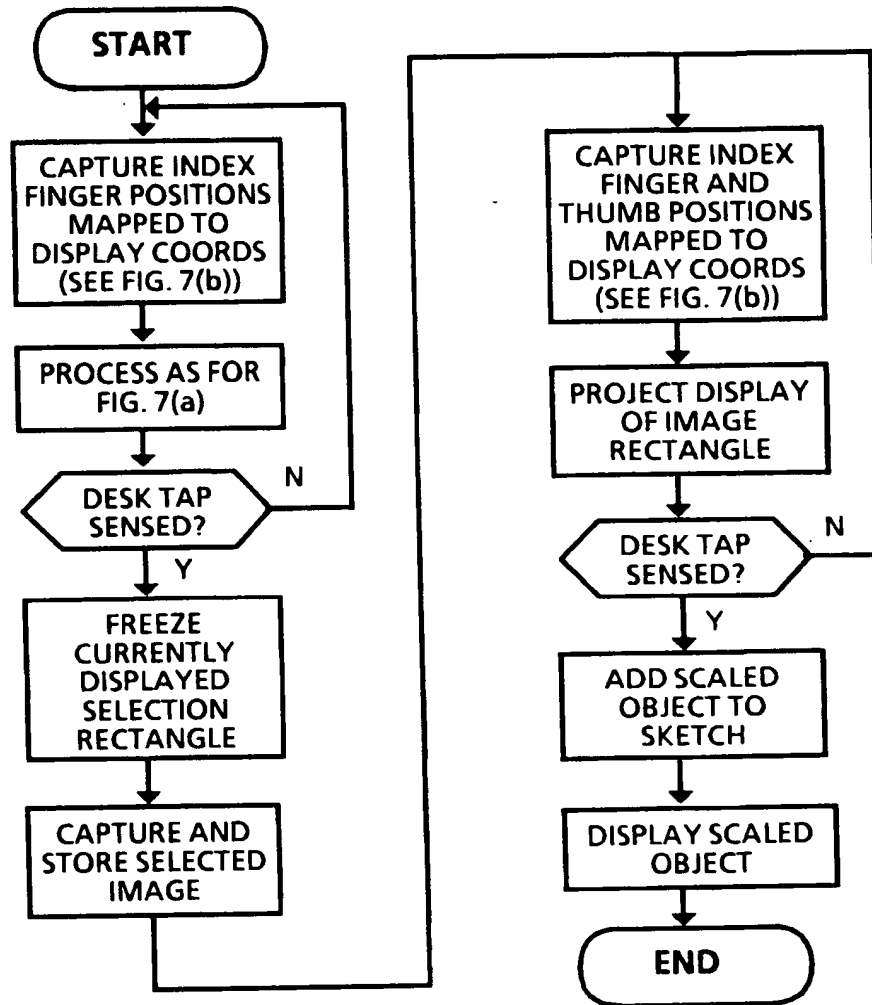 START
CAPTURE INDEX
FINGER POSITIONS
MAPPED TO
DISPLAY COORDS
(SEE FIG. 7(b))
PROCESS AS FOR
FIG. 7(a)
DESK TAP
SENSED?
N
Y
FREEZE
CURRENTLY
DISPLAYED
SELECTION
RECTANGLE
CAPTURE AND
STORE SELECTED
IMAGE
CAPTURE INDEX
FINGER AND
THUMB POSITIONS
MAPPED TO
DISPLAY COORDS
(SEE FIG. 7(b))
PROJECT DISPLAY
OF IMAGE
RECTANGLE
DESK TAP
SENSED?
N
Y
ADD SCALED
OBJECT TO
SKETCH
DISPLAY SCALED
OBJECT
END